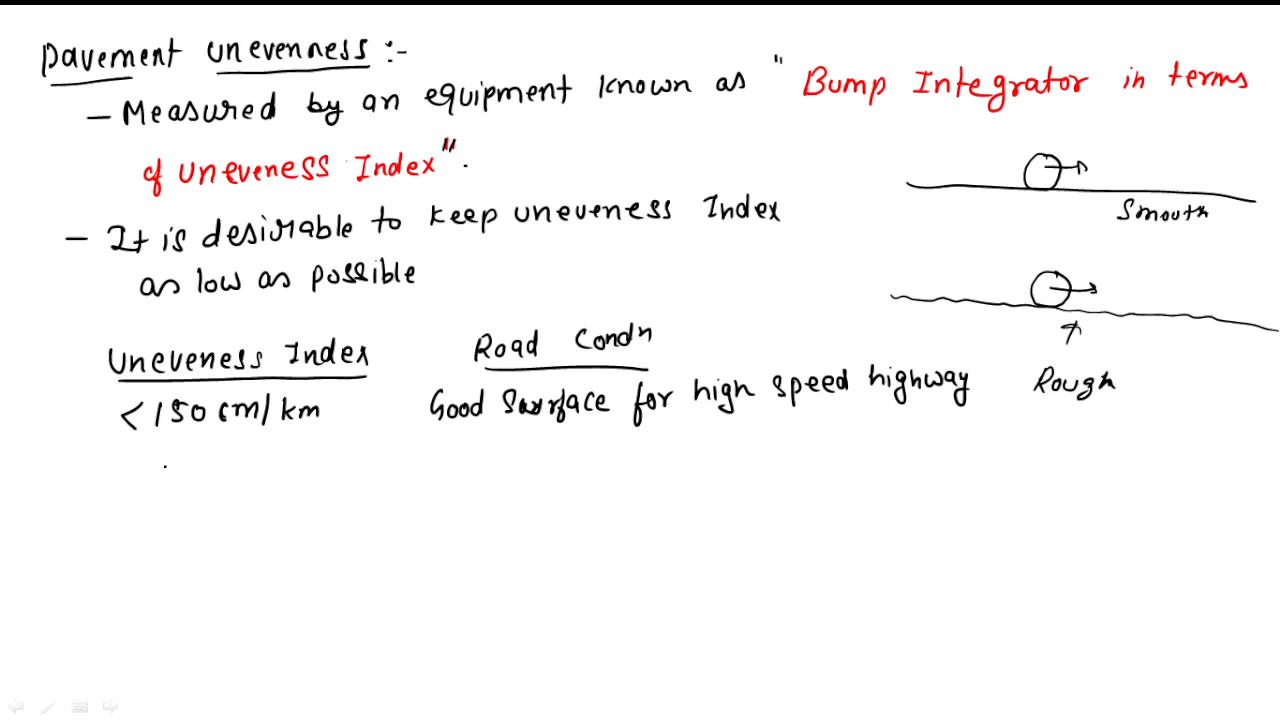 Pavement unevenness :-
- Measured by an equipment known as " Bump Integrator in terms
of uneveness Index".
- It is desirable to keep uneveness Index
as low as possible
Smouth
Uneveness Index Road Condn
< 150 cm/km Good Surface for high speed highway
Rough